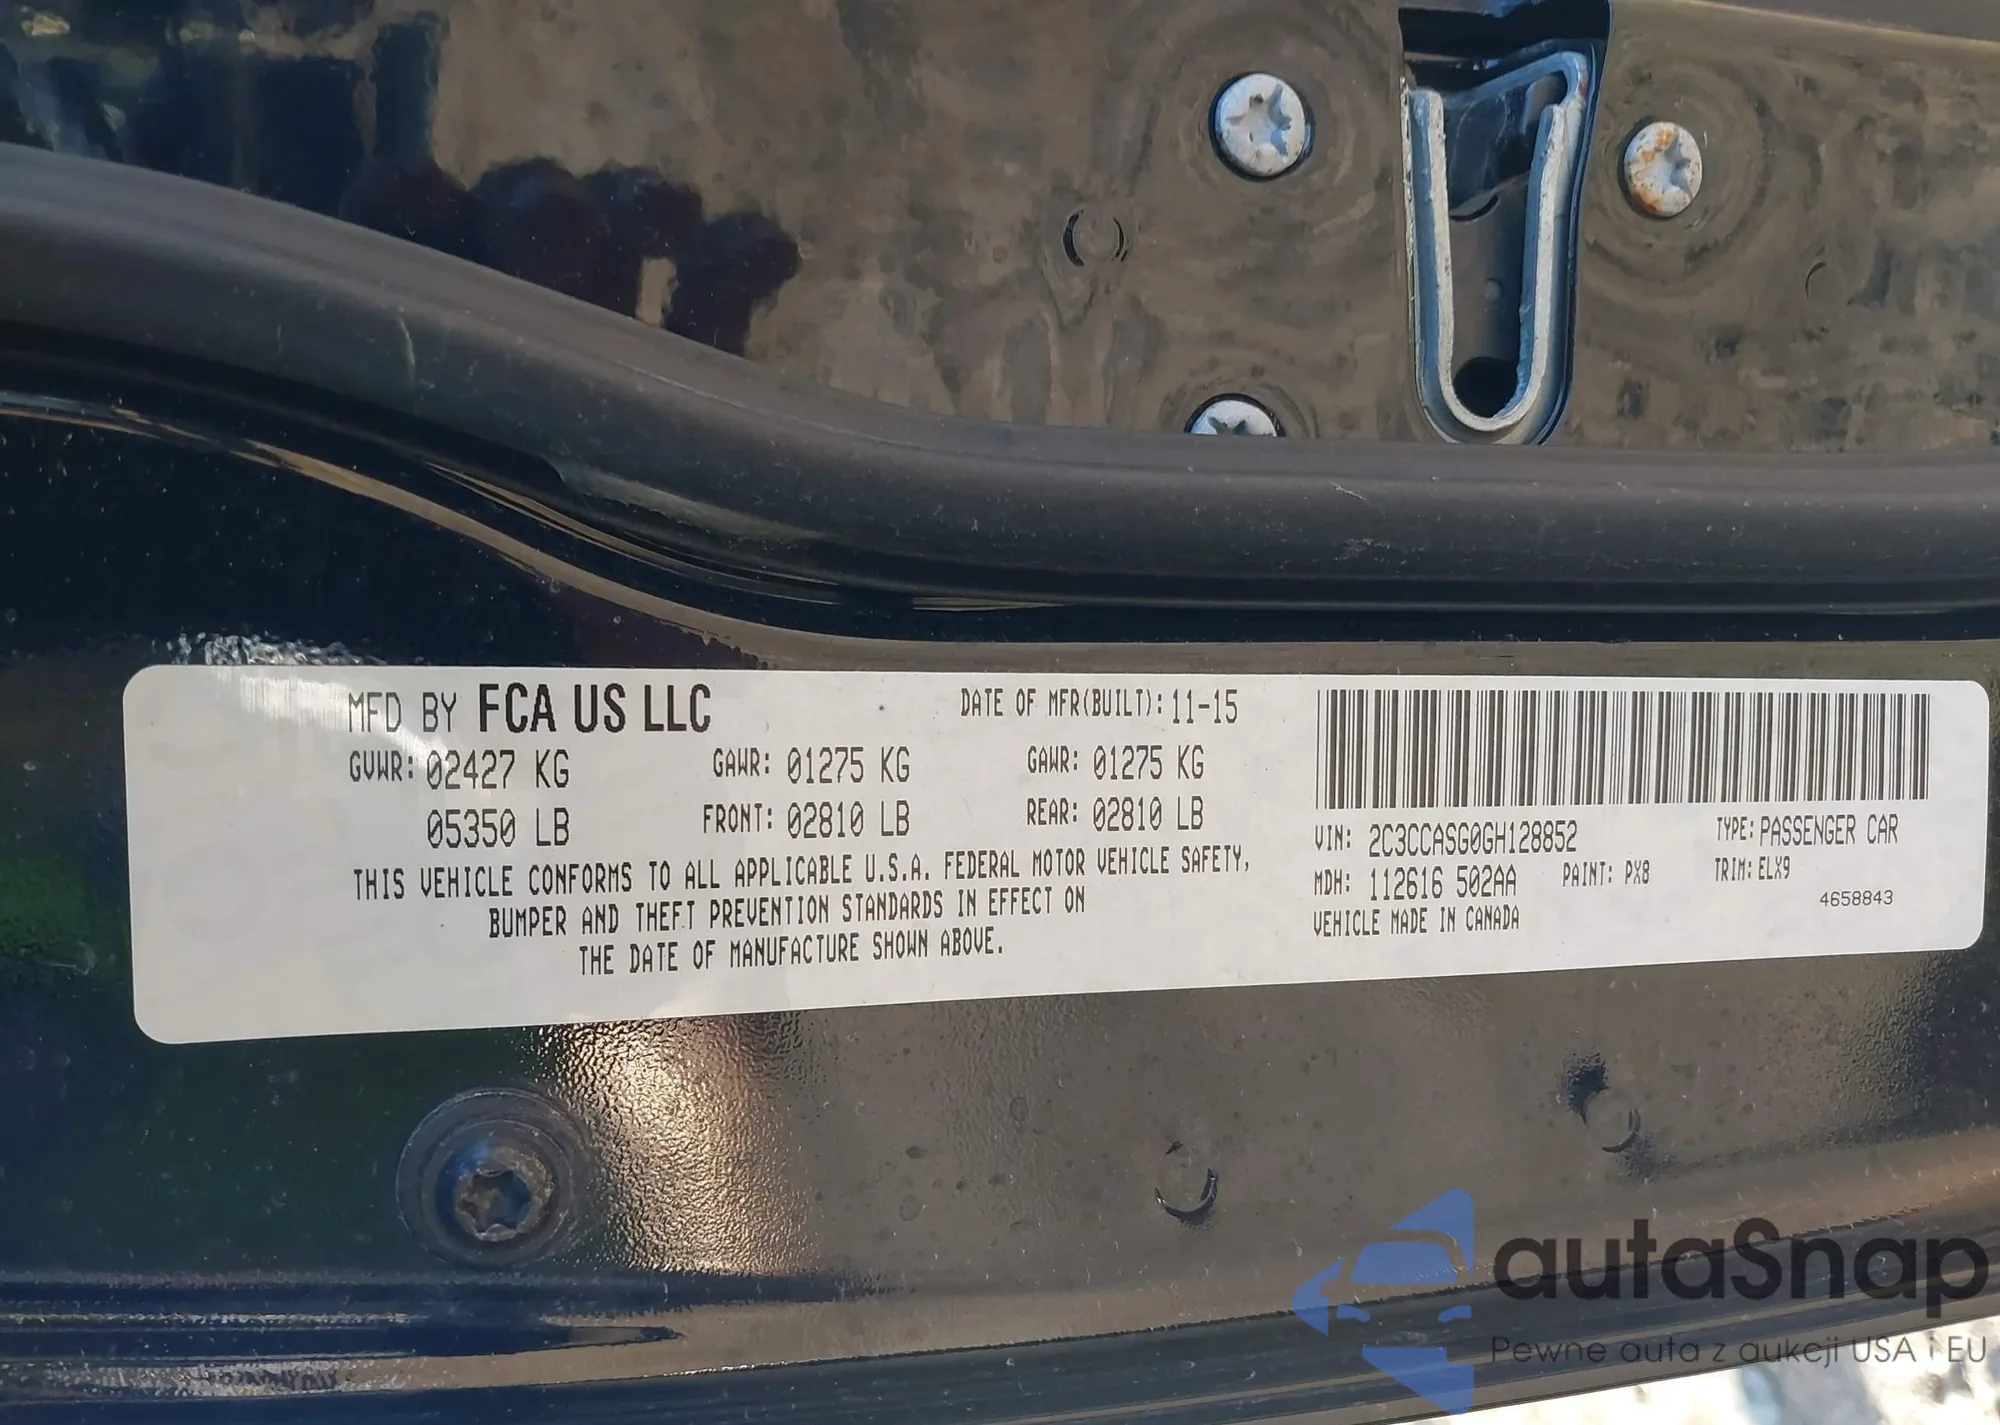 MFD BY FCA US LLC DATE OF MFR(BUILT): 11-15
GVWR: 02427 KG GAWR: 01275 KG GAWR: 01275 KG
05350 LB FRONT: 02810 LB REAR: 02810 LB
THIS VEHICLE CONFORMS TO ALL APPLICABLE U.S.A. FEDERAL MOTOR VEHICLE SAFETY,
BUMPER AND THEFT PREVENTION STANDARDS IN EFFECT ON
THE DATE OF MANUFACTURE SHOWN ABOVE.
VIN: 2C3CCASG0GH128852 TYPE: PASSENGER CAR
MDH: 112616 502AA PAINT: PX8 TRIM: ELX9
VEHICLE MADE IN CANADA 4658843
autaSnap
Pewne auta z aukcji USA i EU